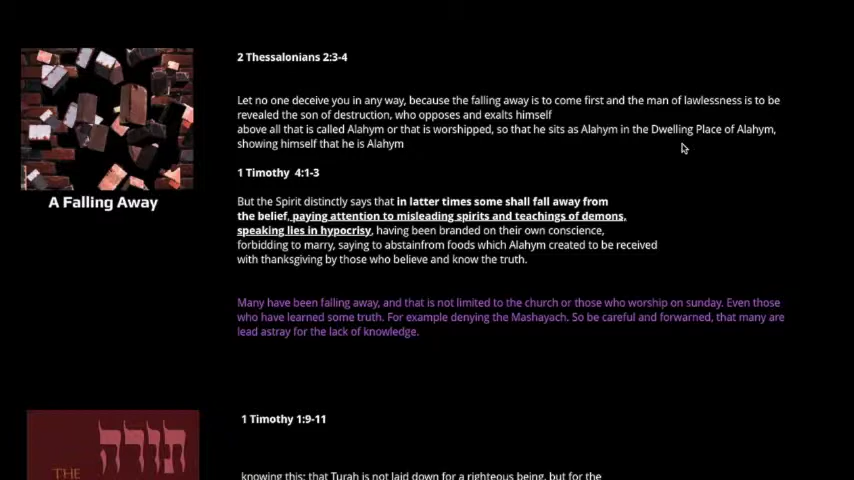 2 Thessalonians 2:3-4
Let no one deceive you in any way, because the falling away is to come first and the man of lawlessness is to be
revealed the son of destruction, who opposes and exalts himself
above all that is called Alahym or that is worshipped, so that he sits as Alahym in the Dwelling Place of Alahym,
showing himself that he is Alahym
A Falling Away
1 Timothy 4:1-3
But the Spirit distinctly says that in latter times some shall fall away from
the belief, paying attention to misleading spirits and teachings of demons,
speaking lies in hypocrisy, having been branded on their own conscience,
forbidding to marry, saying to abstainfrom foods which Alahym created to be received
with thanksgiving by those who believe and know the truth.
Many have been falling away, and that is not limited to the church or those who worship on sunday. Even those
who have learned some truth. For example denying the Mashayach. So be careful and forwarned, that many are
lead astray for the lack of knowledge.
תורה
THE
1 Timothy 1:9-11
knowing this: that Turah is not laid down for a righteous being, but for the